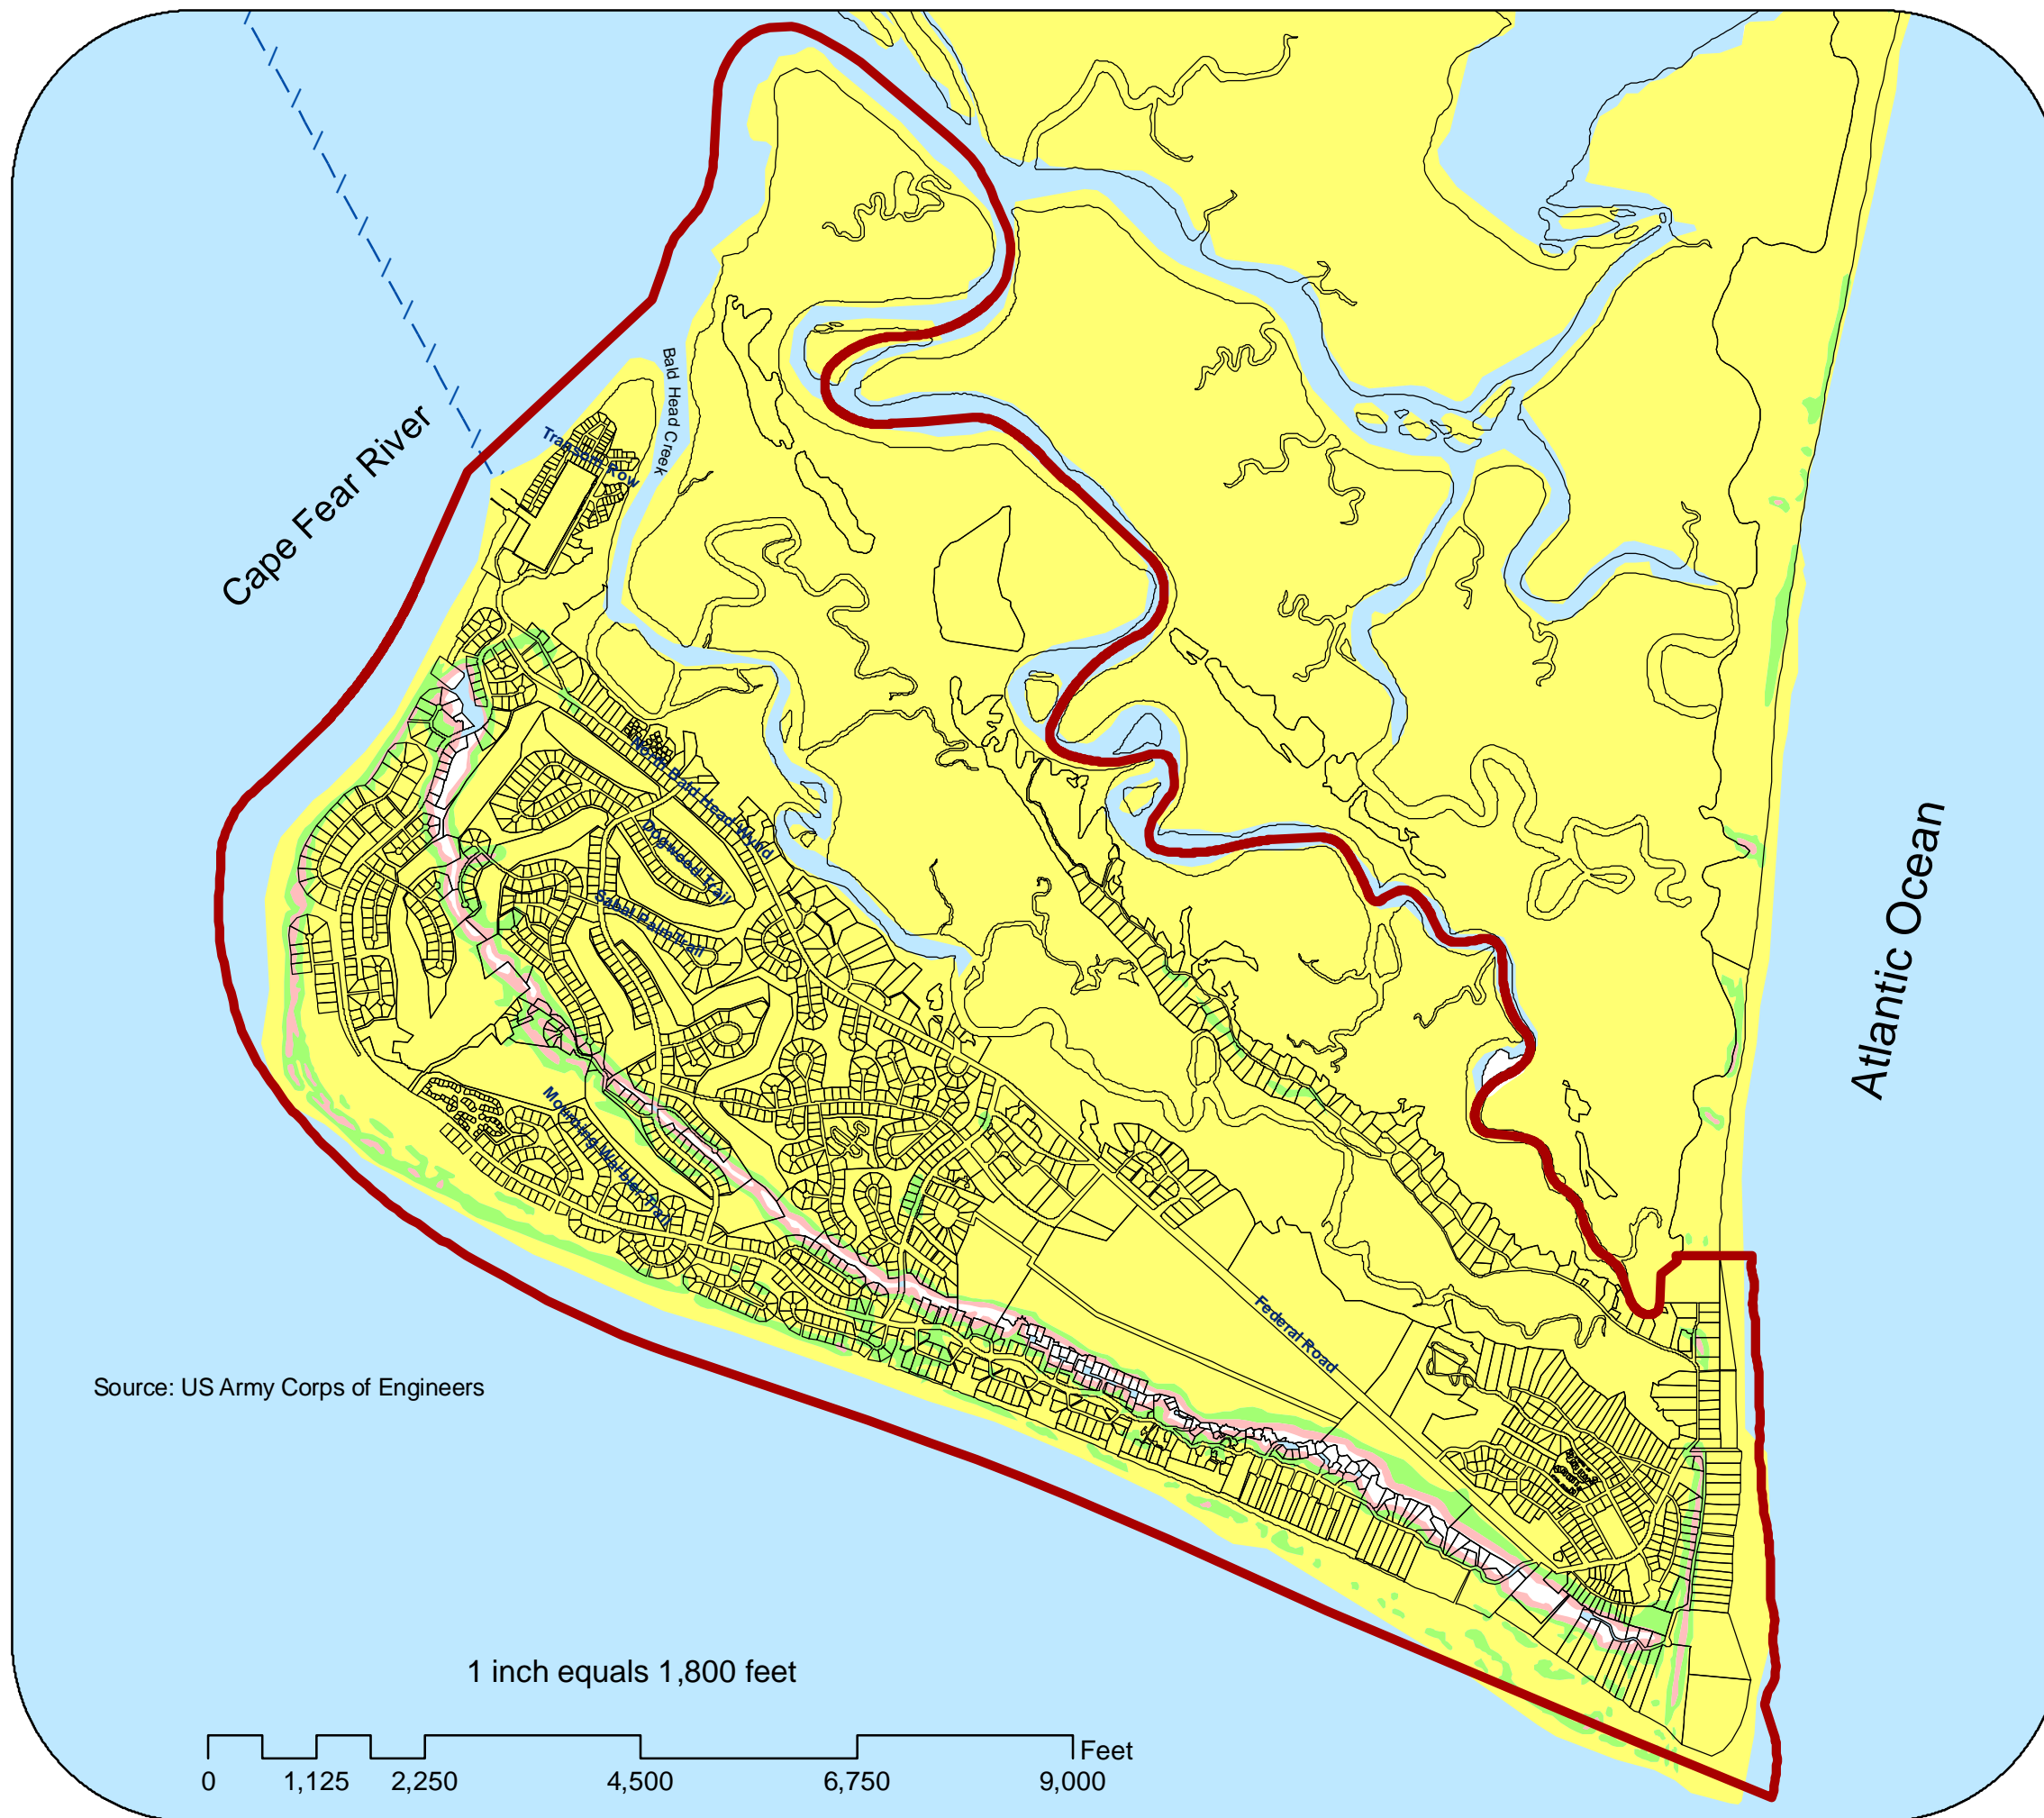 Bald Head Creek
Transom Row
Cape Fear River
North Bald Head Wynd
Dogwood Trail
Sabal Palm Trail
Atlantic Ocean
Mourning Warbler Trail
Federal Road
Source: US Army Corps of Engineers
1 inch equals 1,800 feet
Feet
0 1,125 2,250 4,500 6,750 9,000